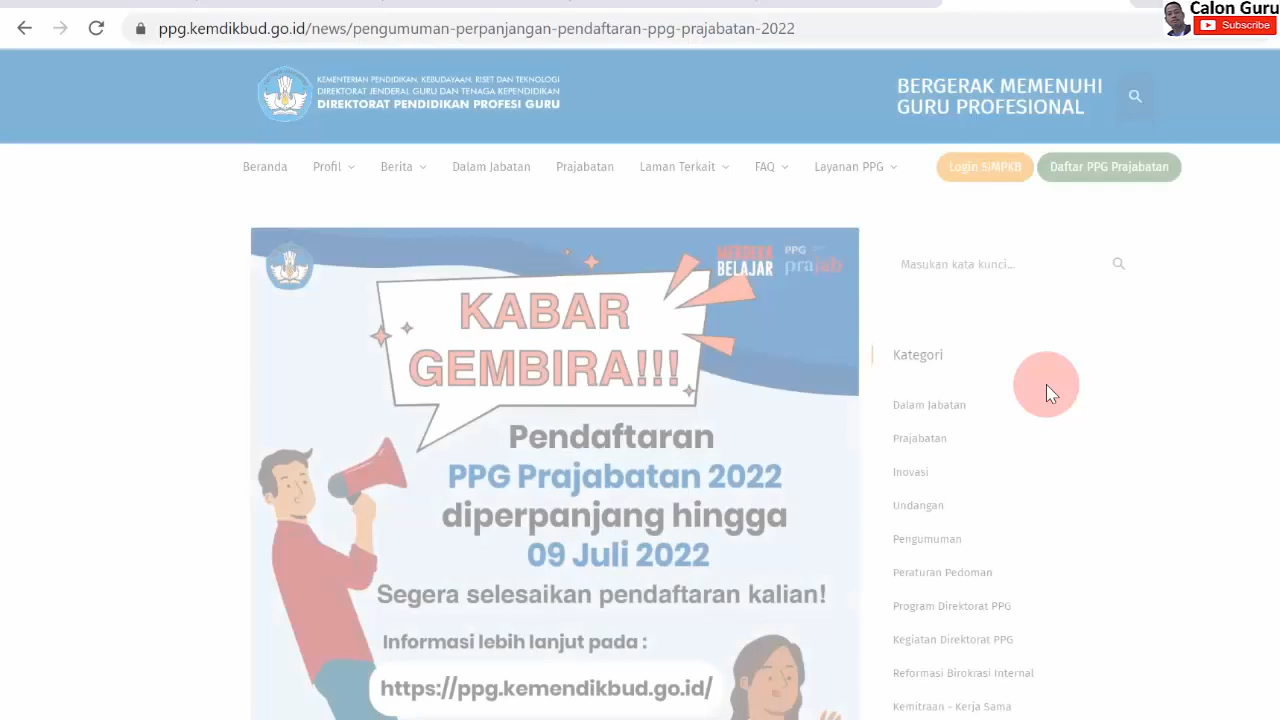 Calon Guru
Subscribe
ppg.kemdikbud.go.id/news/pengumuman-perpanjangan-pendaftaran-ppg-prajabatan-2022
KEMENTERIAN PENDIDIKAN, KEBUDAYAAN, RISET DAN TEKNOLOGI
DIREKTORAT JENDERAL GURU DAN TENAGA KEPENDIDIKAN
DIREKTORAT PENDIDIKAN PROFESI GURU
BERGERAK MEMENUHI
GURU PROFESIONAL
Beranda Profil Berita Dalam Jabatan Prajabatan Laman Terkait FAQ Layanan PPG Login SIMPKB Daftar PPG Prajabatan
MERDEKA
BELAJAR
PPG
prajab
KABAR
GEMBIRA!!!
Pendaftaran
PPG Prajabatan 2022
diperpanjang hingga
09 Juli 2022
Segera selesaikan pendaftaran kalian!
Informasi lebih lanjut pada :
https://ppg.kemendikbud.go.id/
Masukan kata kunci...
Kategori
Dalam Jabatan
Prajabatan
Inovasi
Undangan
Pengumuman
Peraturan Pedoman
Program Direktorat PPG
Kegiatan Direktorat PPG
Reformasi Birokrasi Internal
Kemitraan - Kerja Sama